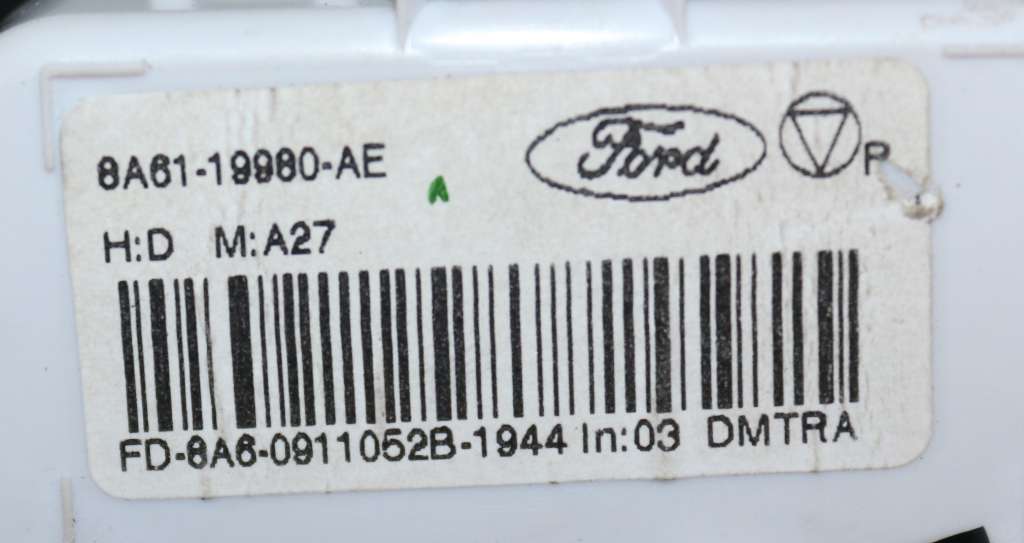 8A61-19980-AE
Ford
P
H:D M:A27
FD-8A6-0911052B-1944 In:03 DMTRA